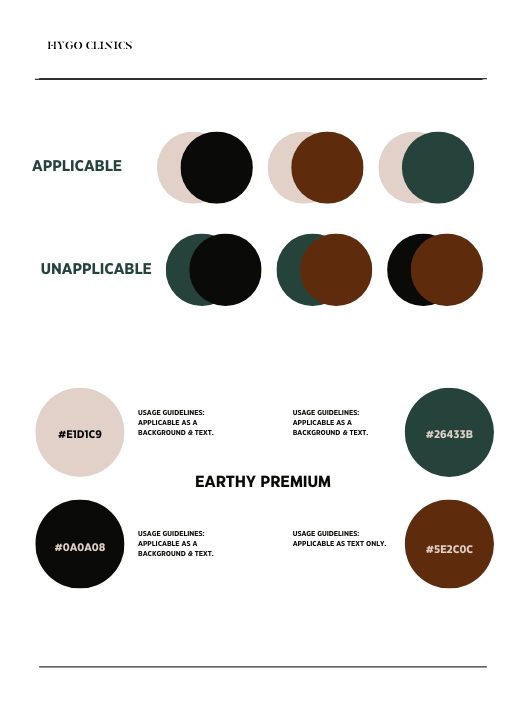 HYGO CLINICS
APPLICABLE
UNAPPLICABLE
#E1D1C9
USAGE GUIDELINES:
APPLICABLE AS A
BACKGROUND & TEXT.
USAGE GUIDELINES:
APPLICABLE AS A
BACKGROUND & TEXT.
#26433B
EARTHY PREMIUM
#0A0A08
USAGE GUIDELINES:
APPLICABLE AS A
BACKGROUND & TEXT.
USAGE GUIDELINES:
APPLICABLE AS TEXT ONLY.
#5E2C0C